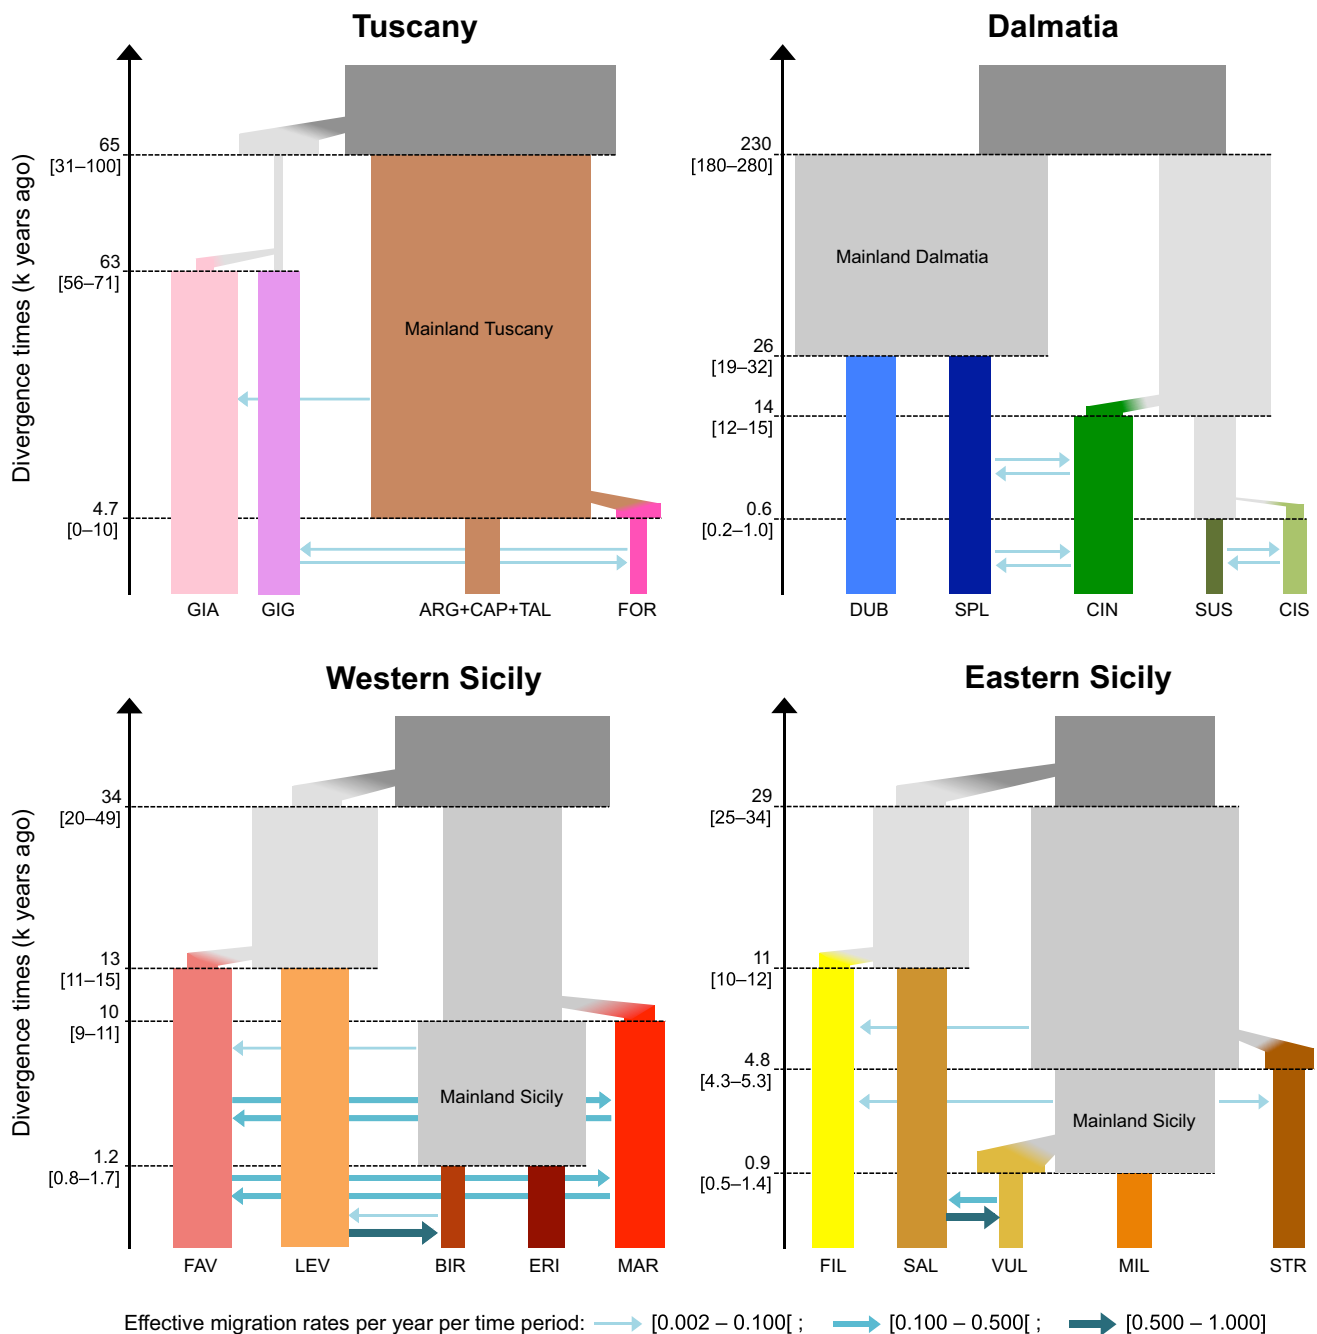 Tuscany
Divergence times (k years ago)
65
[31–100]
63
[56–71]
Mainland Tuscany
4.7
[0–10]
GIA GIG ARG+CAP+TAL FOR
Dalmatia
230
[180–280]
Mainland Dalmatia
26
[19–32]
14
[12–15]
0.6
[0.2–1.0]
DUB SPL CIN SUS CIS
Western Sicily
Divergence times (k years ago)
34
[20–49]
13
[11–15]
10
[9–11]
Mainland Sicily
1.2
[0.8–1.7]
FAV LEV BIR ERI MAR
Eastern Sicily
29
[25–34]
11
[10–12]
4.8
[4.3–5.3]
Mainland Sicily
0.9
[0.5–1.4]
FIL SAL VUL MIL STR
Effective migration rates per year per time period: [0.002 – 0.100[ ; [0.100 – 0.500[ ; [0.500 – 1.000]